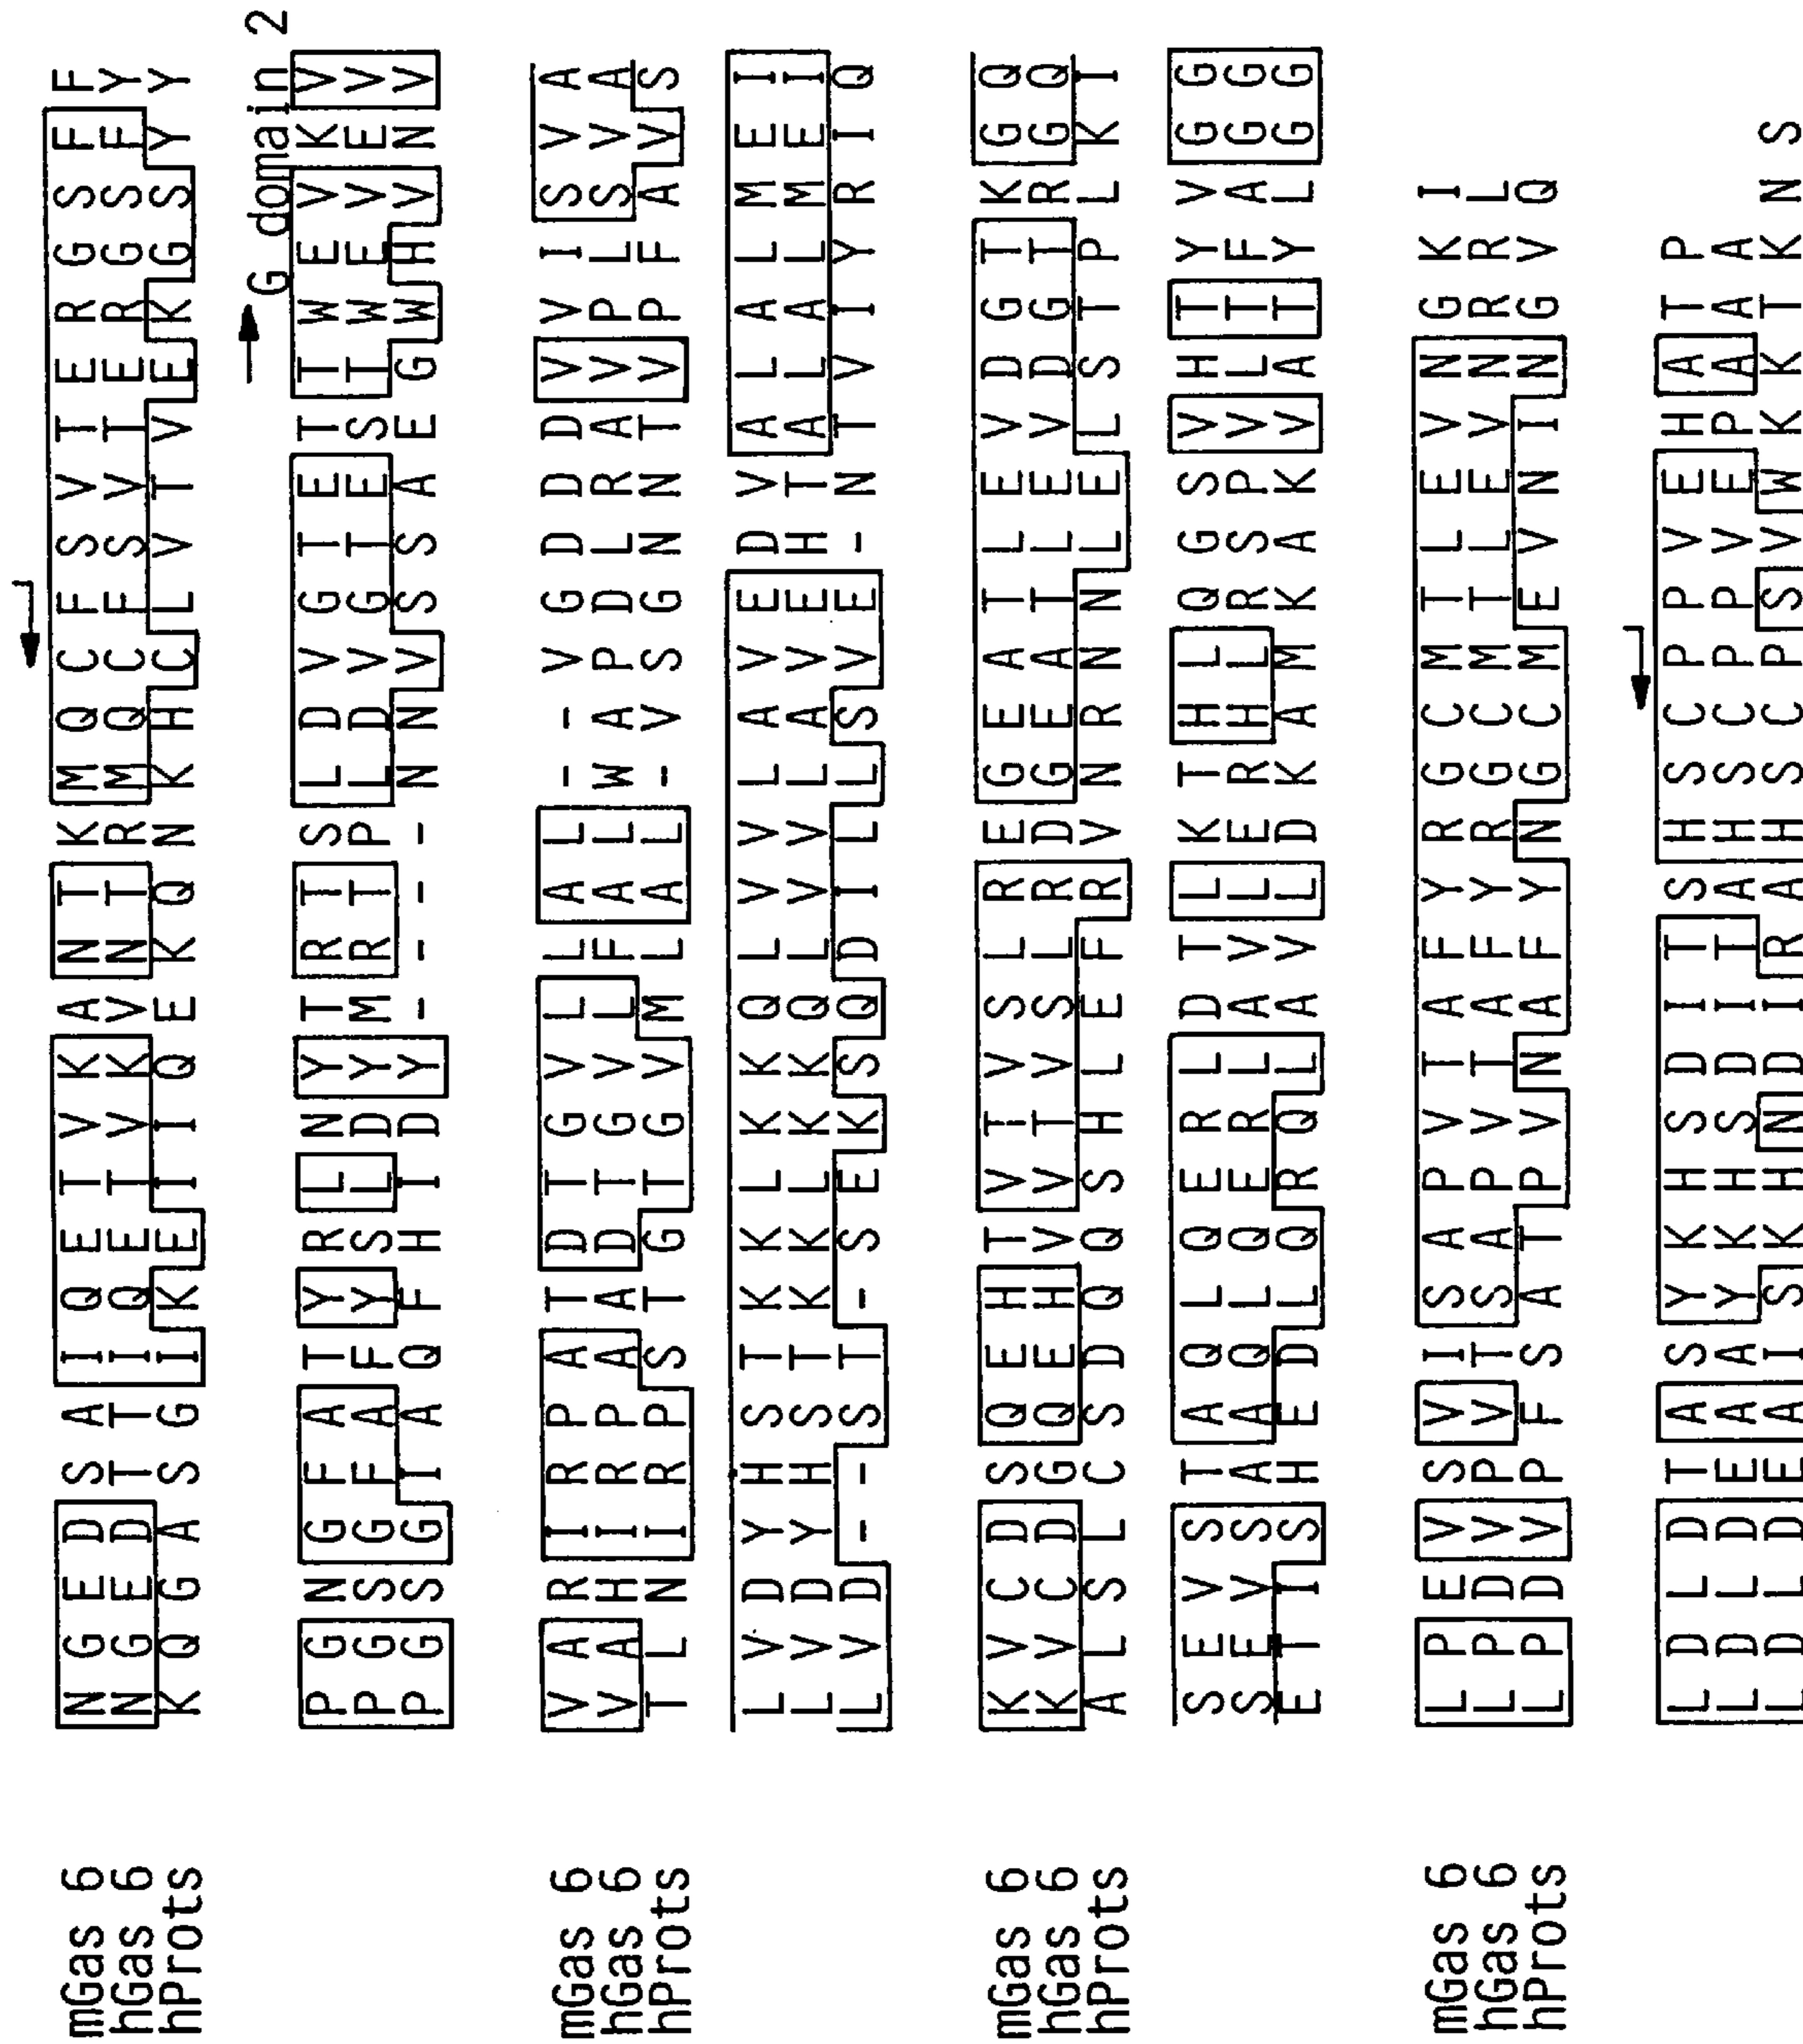 mGas 6 N G E D S A I Q E T V K A N T K M Q C F S V T E R G S F F
hGas 6 N G E D T T I Q E T V K V N T R M Q C F S V T E R G S F Y
hProts K Q G A S G I K E I I Q E K Q N K H C L V T V E K G S Y Y
G domain 2
P G N G F A T Y R L N Y T R T S L D V G T E T T W E V K V
P G S G F A F Y S L D Y M R T P L D V G T E S T W E V E V
P G S G I A Q F H I D Y - - - - N N V S S A E G W H V N V
mGas 6 V A R I R P A T D T G V L L A L - - V G D D D V V I S V A
hGas 6 V A H I R P A A D T G V L F A L W A P D L R A V P L S V A
hProts T L N I R P S T G T G V M L A L - V S G N N T V P F A V S
L V D Y H S T K K L K K Q L V V L A V E D V A L A L M E I
L V D Y H S T K K L K K Q L V V L A V E H T A L A L M E I
L V D - - S T - S E K S Q D I L L S V E - N T V I Y R I Q
mGas 6 K V C D S Q E H T V T V S L R E G E A T L E V D G T K G Q
hGas 6 K V C D G Q E H V V T V S L R D G E A T L E V D G T R G Q
hProts A L S L C S D Q Q S H L E F R V N R N N L E L S T P L K I
S E V S T A Q L Q E R L D T L K T H L Q G S V H T Y V G G
S E V S A A Q L Q E R L A V L E R H L R S P V L T F A G G
E T I S H E D L Q R Q L A V L D K A M K A K V A T Y L G G
mGas 6 L P E V S V I S A P V T A F Y R G C M T L E V N G K I
hGas 6 L P D V P V T S A P V T A F Y R G C M T L E V N R R L
hProts L P D V P F S A T P V N A F Y N G C M E V N I N G V Q
L D L D T A S Y K H S D I T S H S C P P V E H A T P
L D L D E A A Y K H S D I T A H S C P P V E P A A A
L D L D E A I S K H N D I R A H S C P S V W K K T K N S